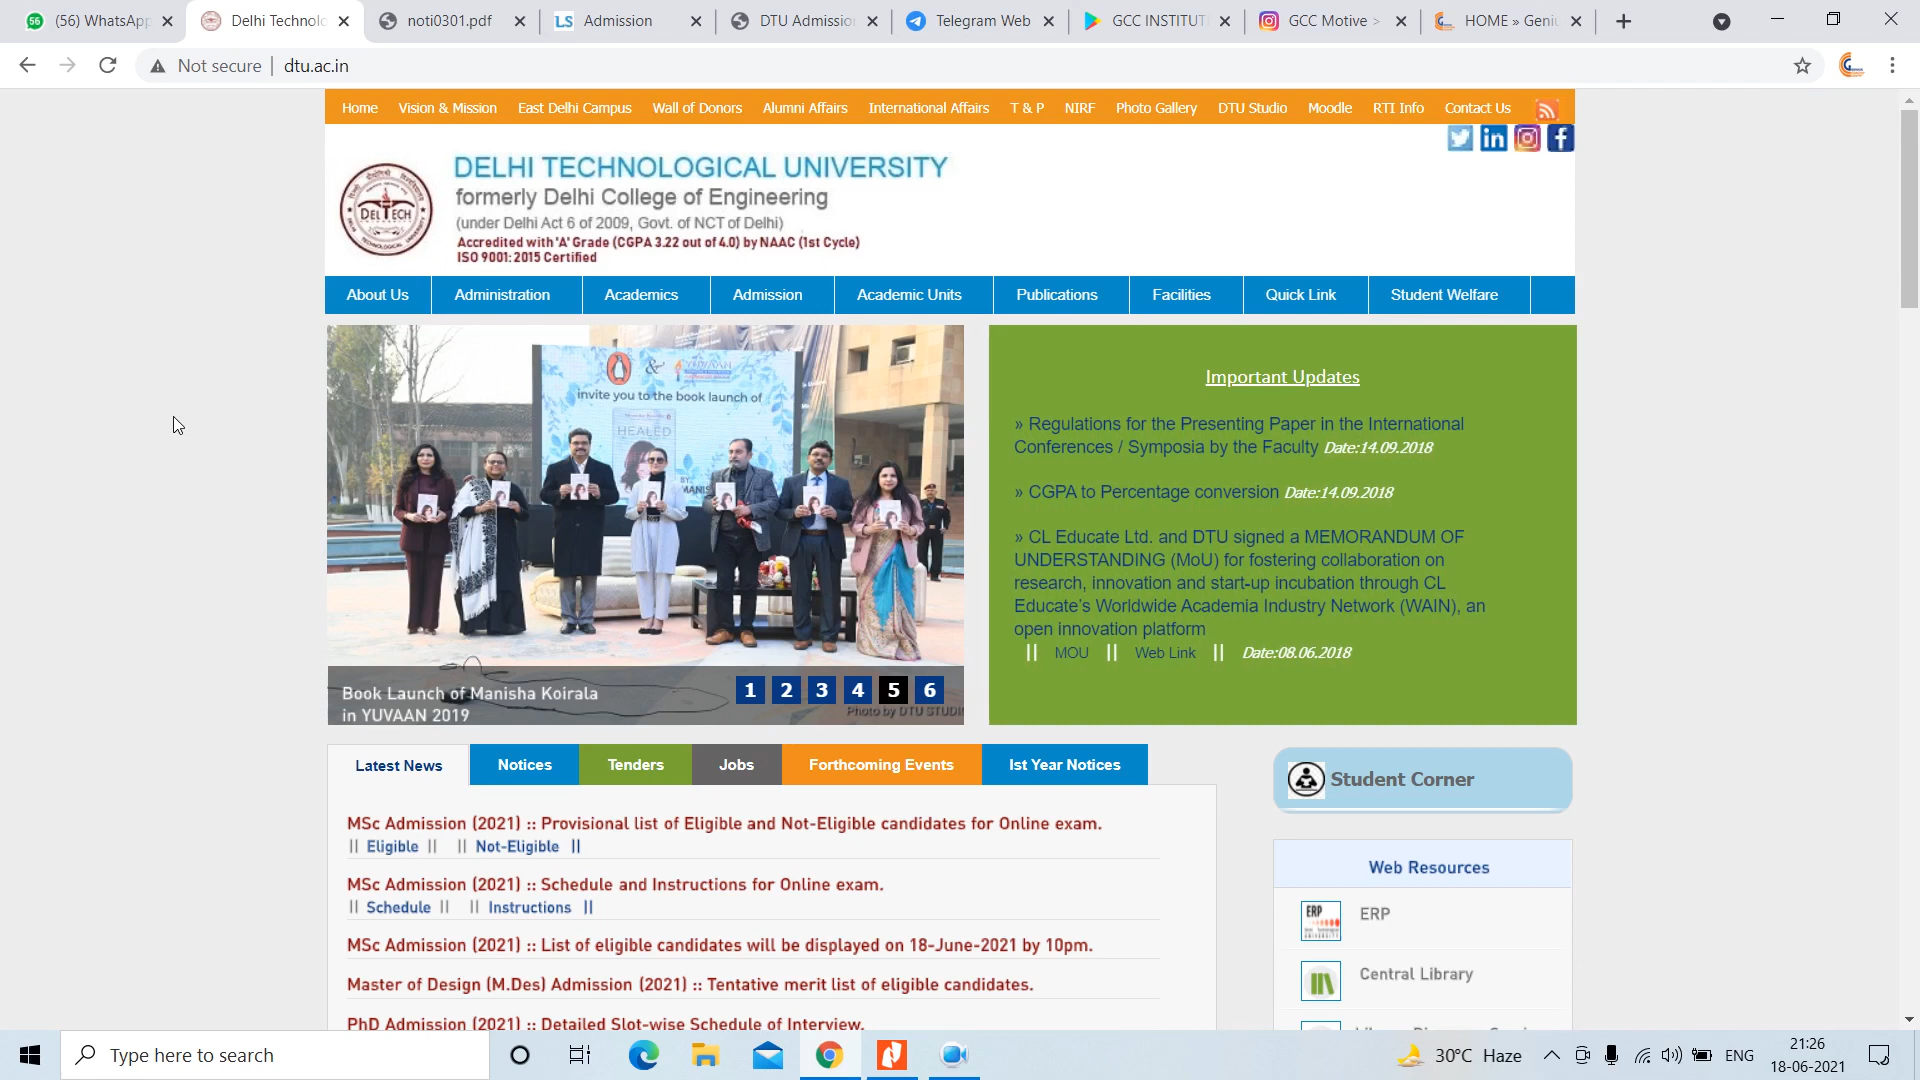 (56) WhatsApp
Delhi Technolo
noti0301.pdf
LS Admission
DTU Admissio
Telegram Web
GCC INSTITUT
GCC Motive >
HOME » Geni
Not secure
dtu.ac.in
Home Vision & Mission East Delhi Campus Wall of Donors Alumni Affairs International Affairs T & P NIRF Photo Gallery DTU Studio Moodle RTI Info Contact Us
DELHI TECHNOLOGICAL UNIVERSITY
formerly Delhi College of Engineering
(under Delhi Act 6 of 2009, Govt. of NCT of Delhi)
Accredited with 'A' Grade (CGPA 3.22 out of 4.0) by NAAC (1st Cycle)
ISO 9001:2015 Certified
DELTECH
About Us Administration Academics Admission Academic Units Publications Facilities Quick Link Student Welfare
& YUVAAN
invite you to the book launch of
HEALED
Book Launch of Manisha Koirala
in YUVAAN 2019
1 2 3 4 5 6
Photo by DTU STUDIO
Important Updates
» Regulations for the Presenting Paper in the International
Conferences / Symposia by the Faculty Date:14.09.2018
» CGPA to Percentage conversion Date:14.09.2018
» CL Educate Ltd. and DTU signed a MEMORANDUM OF
UNDERSTANDING (MoU) for fostering collaboration on
research, innovation and start-up incubation through CL
Educate's Worldwide Academia Industry Network (WAIN), an
open innovation platform
|| MOU || Web Link || Date:08.06.2018
Latest News Notices Tenders Jobs Forthcoming Events Ist Year Notices
MSc Admission (2021) :: Provisional list of Eligible and Not-Eligible candidates for Online exam.
|| Eligible || || Not-Eligible ||
MSc Admission (2021) :: Schedule and Instructions for Online exam.
|| Schedule || || Instructions ||
MSc Admission (2021) :: List of eligible candidates will be displayed on 18-June-2021 by 10pm.
Master of Design (M.Des) Admission (2021) :: Tentative merit list of eligible candidates.
PhD Admission (2021) :: Detailed Slot-wise Schedule of Interview.
Student Corner
Web Resources
ERP ERP
Central Library
Type here to search
30°C Haze
ENG
21:26
18-06-2021